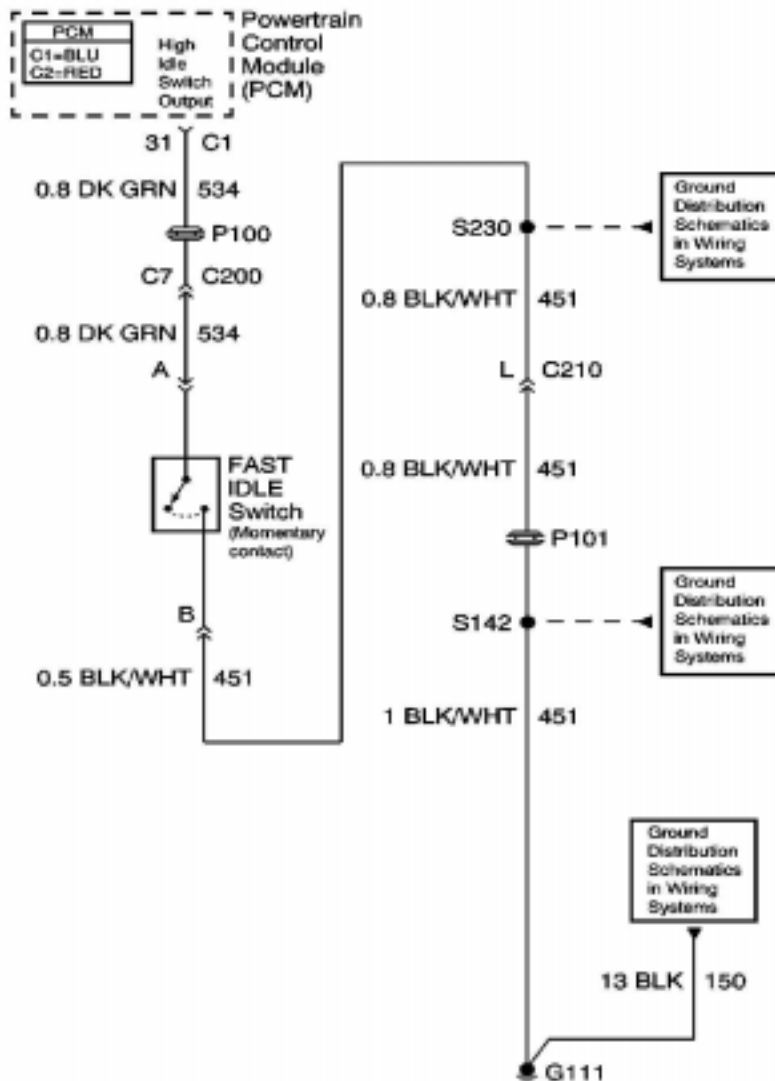 PCM
C1=BLU
C2=RED
High
Idle
Switch
Output
Powertrain
Control
Module
(PCM)
31 C1
0.8 DK GRN 534
P100
C7 C200
0.8 DK GRN 534
A
FAST
IDLE
Switch
(Momentary
contact)
B
0.5 BLK/WHT 451
S230
Ground
Distribution
Schematics
in Wiring
Systems
0.8 BLK/WHT 451
L C210
0.8 BLK/WHT 451
P101
S142
Ground
Distribution
Schematics
in Wiring
Systems
1 BLK/WHT 451
Ground
Distribution
Schematics
in Wiring
Systems
13 BLK 150
G111